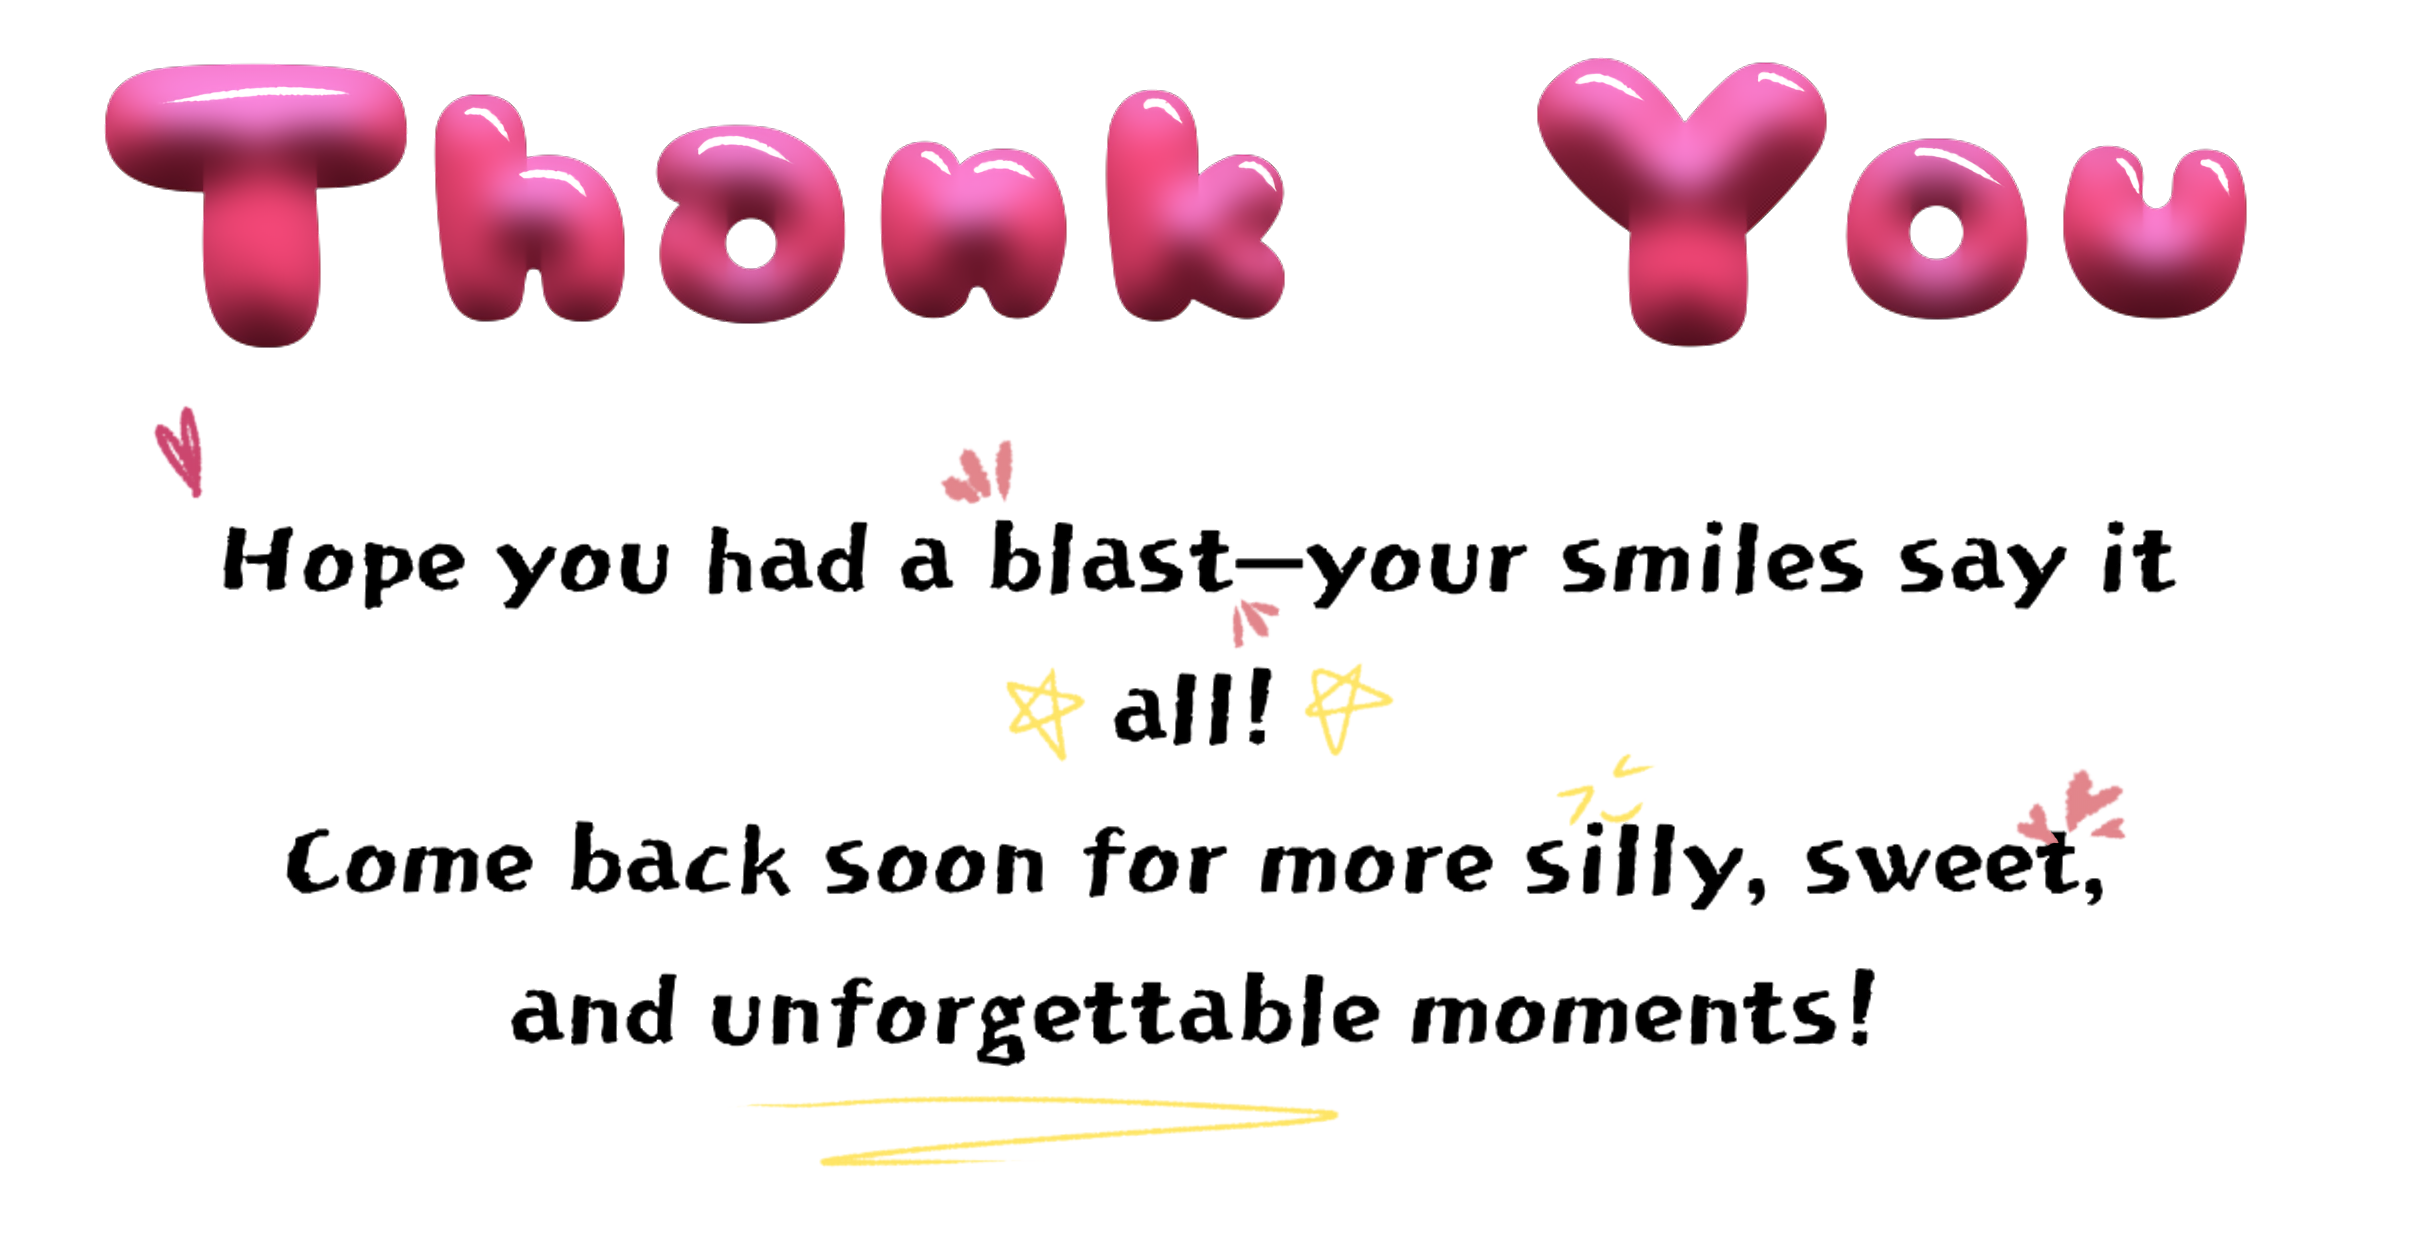 Thank You
Hope you had a blast—your smiles say it
all!
Come back soon for more silly, sweet,
and unforgettable moments!